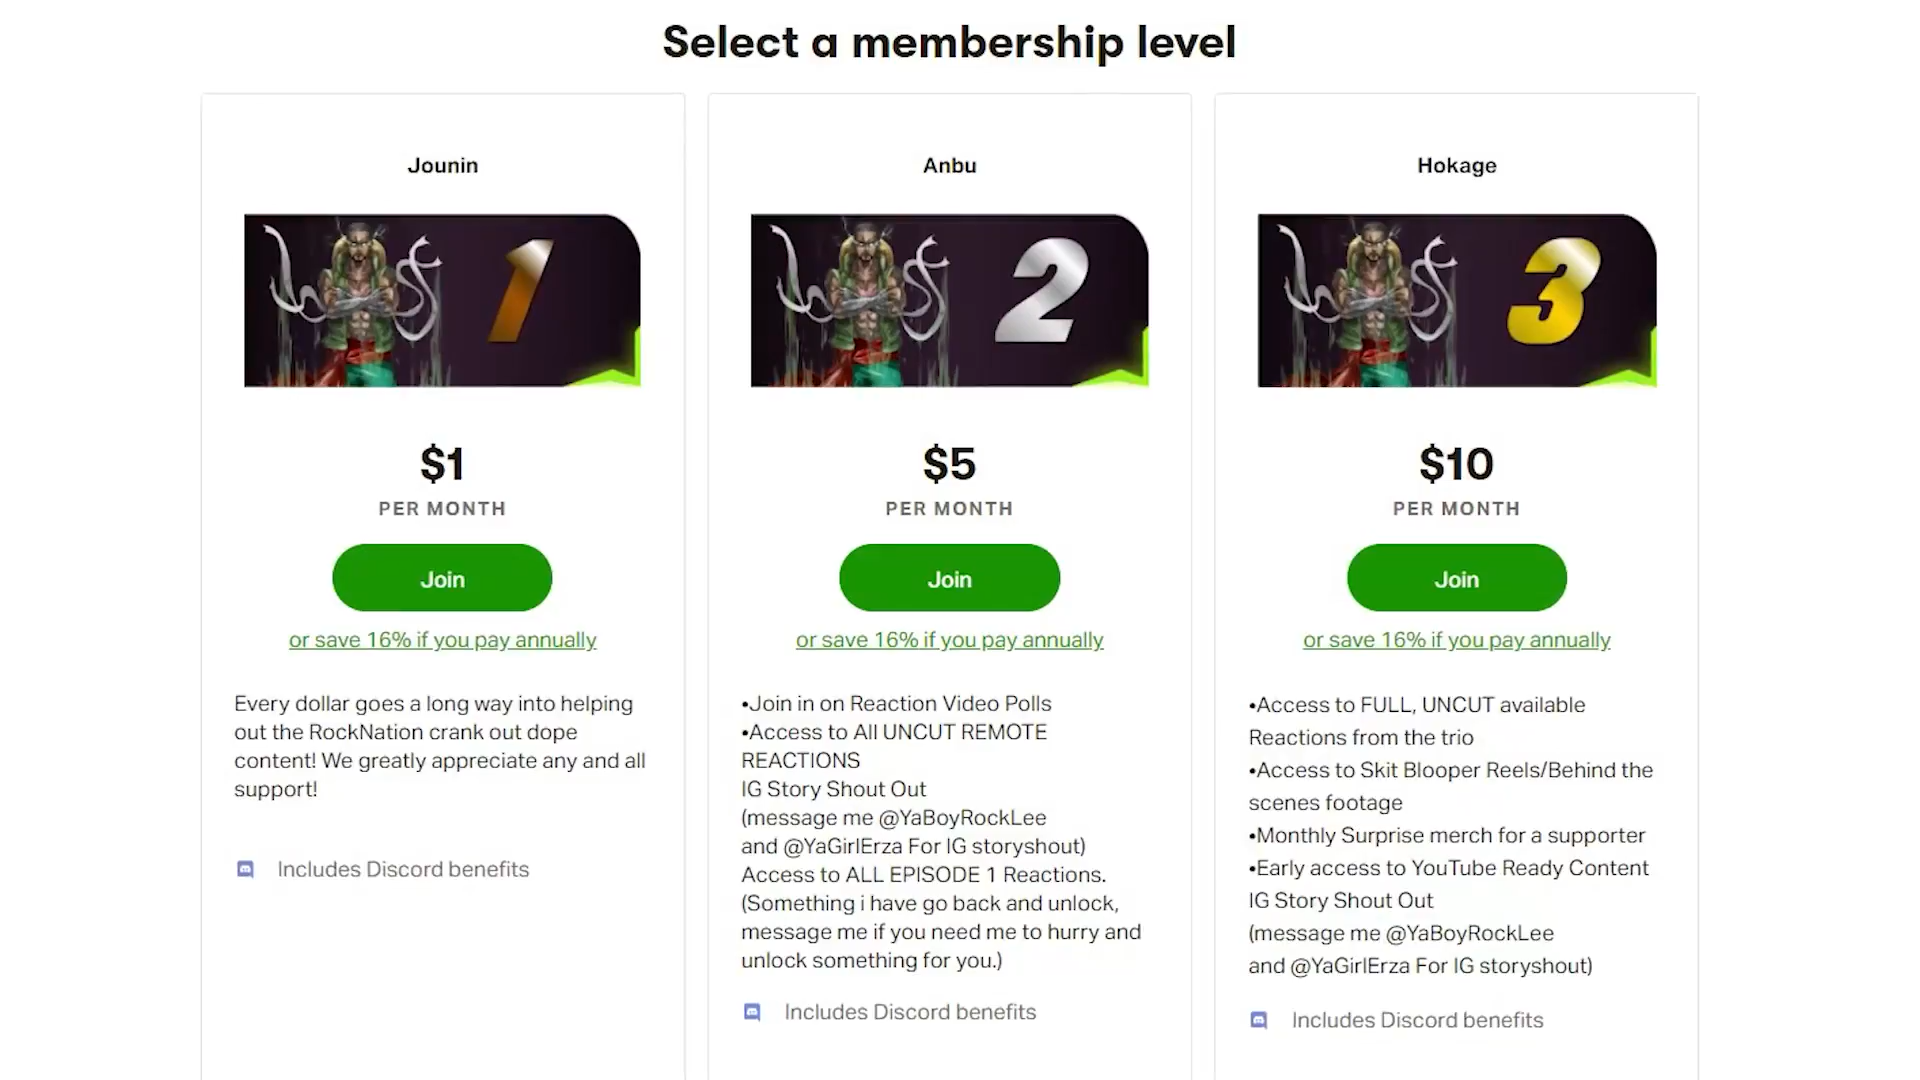 Select a membership level
Jounin
1
$1
PER MONTH
Join
or save 16% if you pay annually
Every dollar goes a long way into helping
out the RockNation crank out dope
content! We greatly appreciate any and all
support!
Includes Discord benefits
Anbu
2
$5
PER MONTH
Join
or save 16% if you pay annually
•Join in on Reaction Video Polls
•Access to All UNCUT REMOTE
REACTIONS
IG Story Shout Out
(message me @YaBoyRockLee
and @YaGirlErza For IG storyshout)
Access to ALL EPISODE 1 Reactions.
(Something i have go back and unlock,
message me if you need me to hurry and
unlock something for you.)
Includes Discord benefits
Hokage
3
$10
PER MONTH
Join
or save 16% if you pay annually
•Access to FULL, UNCUT available
Reactions from the trio
•Access to Skit Blooper Reels/Behind the
scenes footage
•Monthly Surprise merch for a supporter
•Early access to YouTube Ready Content
IG Story Shout Out
(message me @YaBoyRockLee
and @YaGirlErza For IG storyshout)
Includes Discord benefits